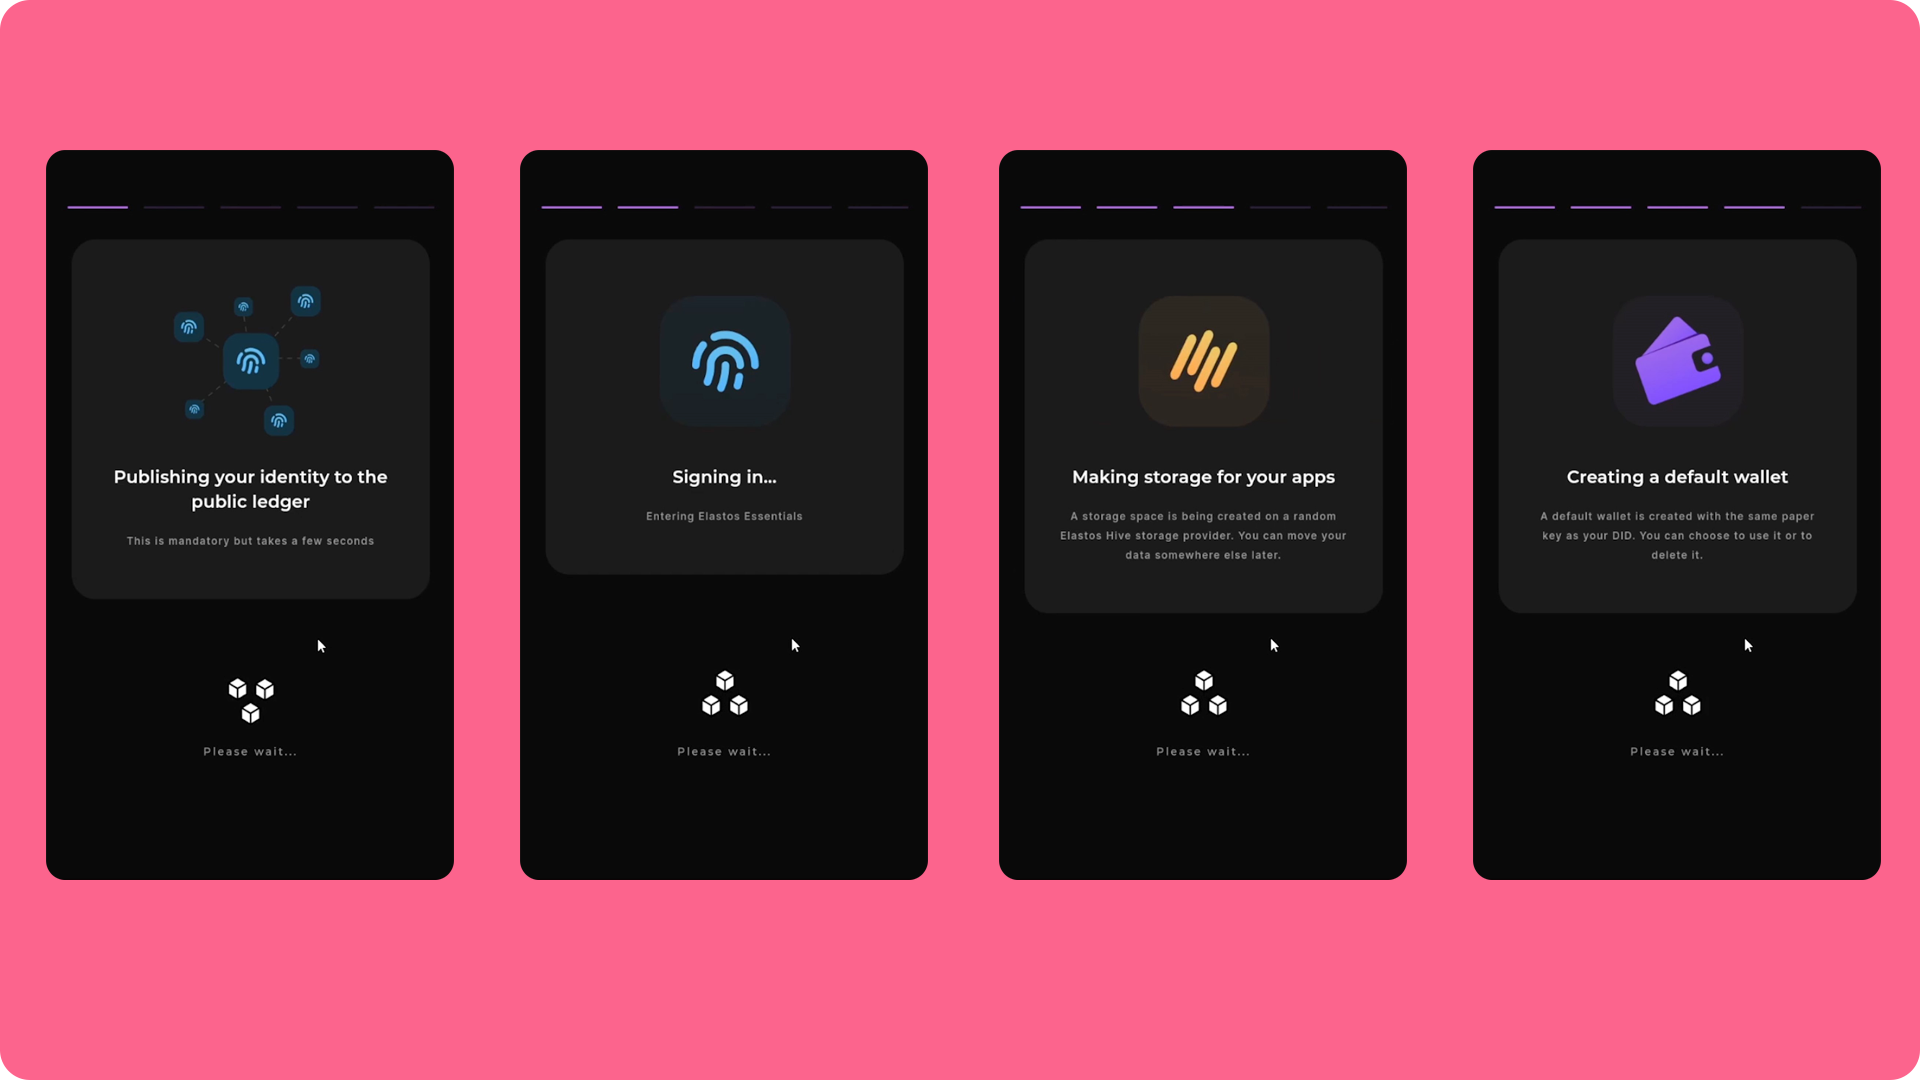 Publishing your identity to the
public ledger
This is mandatory but takes a few seconds
Please wait...
Signing in...
Entering Elastos Essentials
Please wait...
Making storage for your apps
A storage space is being created on a random
Elastos Hive storage provider. You can move your
data somewhere else later.
Please wait...
Creating a default wallet
A default wallet is created with the same paper
key as your DID. You can choose to use it or to
delete it.
Please wait...